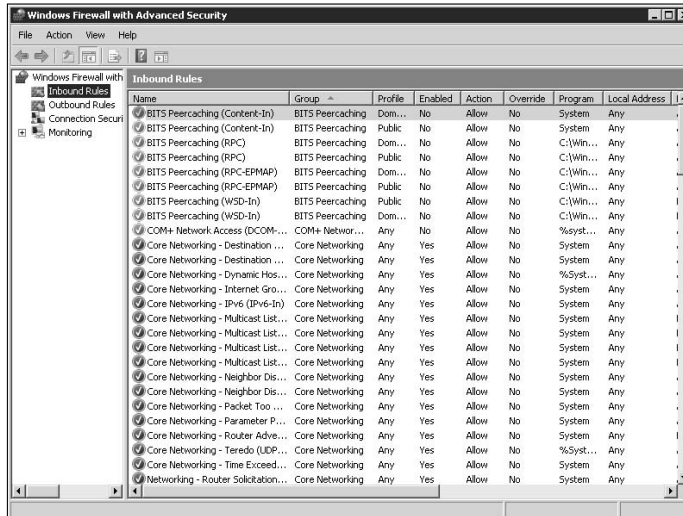 Windows Firewall with Advanced Security
File Action View Help
Windows Firewall with
Inbound Rules
Outbound Rules
Connection Securi
Monitoring
Inbound Rules
Name Group Profile Enabled Action Override Program Local Address
BITS Peercaching (Content-In) BITS Peercaching Dom... No Allow No System Any
BITS Peercaching (Content-In) BITS Peercaching Public No Allow No System Any
BITS Peercaching (RPC) BITS Peercaching Dom... No Allow No C:\Win... Any
BITS Peercaching (RPC) BITS Peercaching Public No Allow No C:\Win... Any
BITS Peercaching (RPC-EPMAP) BITS Peercaching Dom... No Allow No C:\Win... Any
BITS Peercaching (RPC-EPMAP) BITS Peercaching Public No Allow No C:\Win... Any
BITS Peercaching (WSD-In) BITS Peercaching Public No Allow No C:\Win... Any
BITS Peercaching (WSD-In) BITS Peercaching Dom... No Allow No C:\Win... Any
COM+ Network Access (DCOM-... COM+ Networ... Any No Allow No %syst... Any
Core Networking - Destination ... Core Networking Any Yes Allow No System Any
Core Networking - Destination ... Core Networking Any Yes Allow No System Any
Core Networking - Dynamic Hos... Core Networking Any Yes Allow No %Syst... Any
Core Networking - Internet Gro... Core Networking Any Yes Allow No System Any
Core Networking - IPv6 (IPv6-In) Core Networking Any Yes Allow No System Any
Core Networking - Multicast List... Core Networking Any Yes Allow No System Any
Core Networking - Multicast List... Core Networking Any Yes Allow No System Any
Core Networking - Multicast List... Core Networking Any Yes Allow No System Any
Core Networking - Multicast List... Core Networking Any Yes Allow No System Any
Core Networking - Neighbor Dis... Core Networking Any Yes Allow No System Any
Core Networking - Neighbor Dis... Core Networking Any Yes Allow No System Any
Core Networking - Packet Too ... Core Networking Any Yes Allow No System Any
Core Networking - Parameter P... Core Networking Any Yes Allow No System Any
Core Networking - Router Adve... Core Networking Any Yes Allow No System Any
Core Networking - Teredo (UDP... Core Networking Any Yes Allow No %Syst... Any
Core Networking - Time Exceed... Core Networking Any Yes Allow No System Any
Networking - Router Solicitation... Core Networking Any Yes Allow No System Any